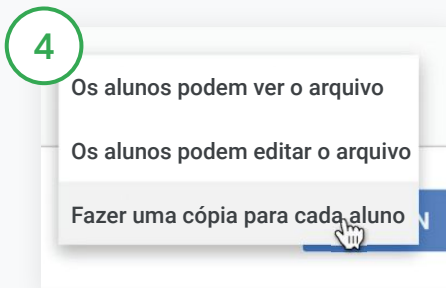 4
Os alunos podem ver o arquivo
Os alunos podem editar o arquivo
Fazer uma cópia para cada aluno
N